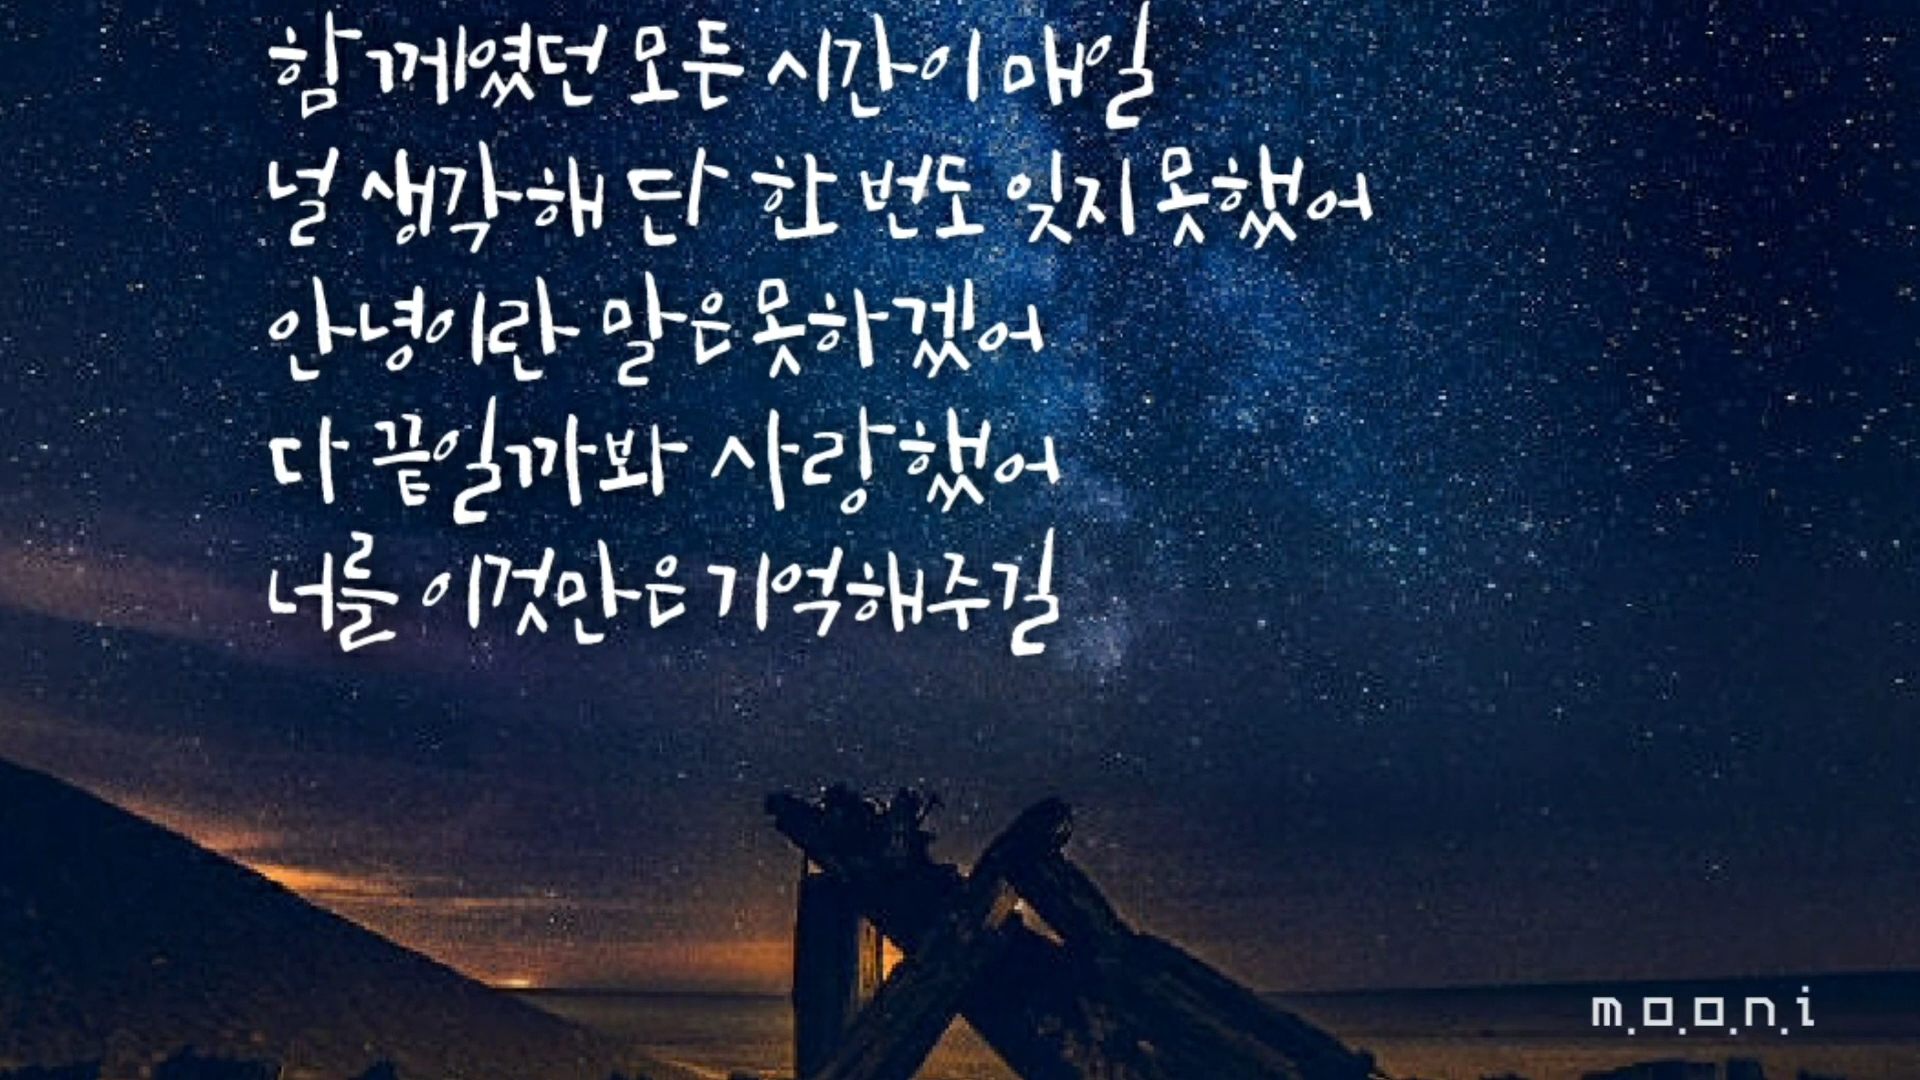 함께였던 모든 시간이 매일
널 생각해 단 한 번도 잊지 못했어
안녕이란 말은 못하겠어
다 끝일까봐 사랑했어
너를 이것만은 기억해주길
m.o.o.n.i